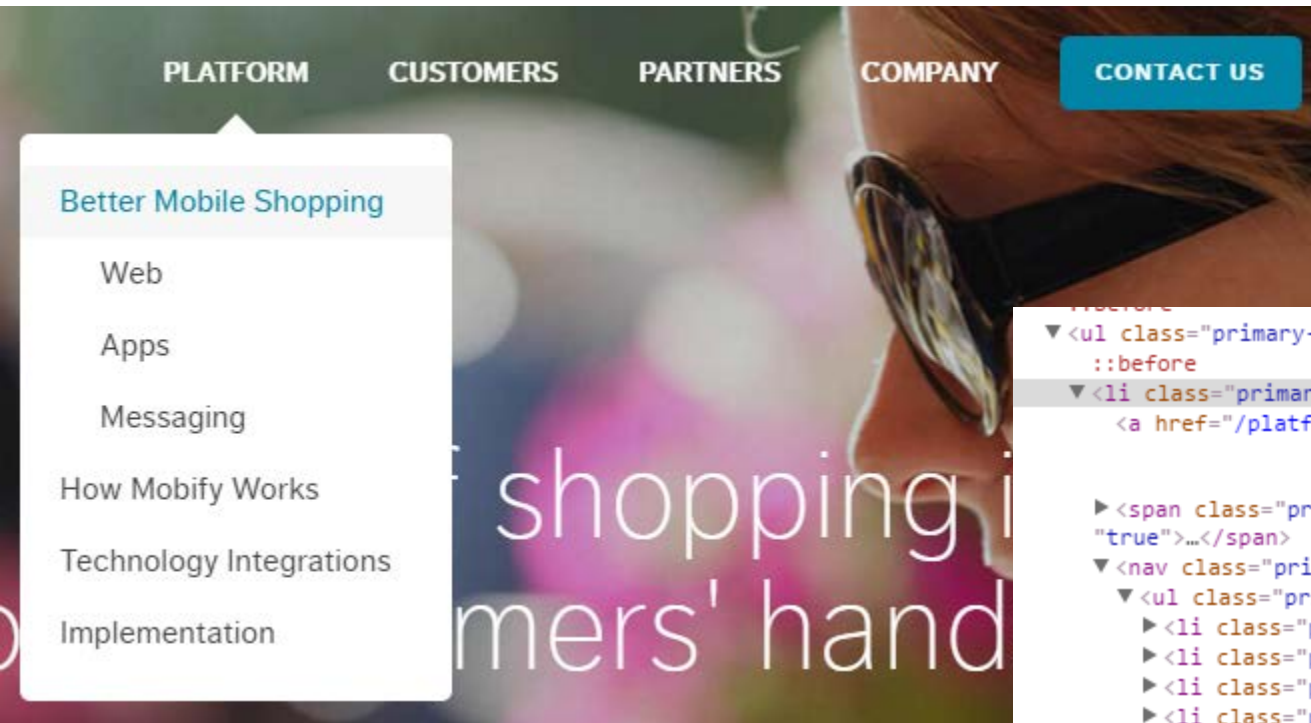 PLATFORM CUSTOMERS PARTNERS COMPANY CONTACT US
Better Mobile Shopping
Web
Apps
Messaging
How Mobify Works
Technology Integrations
Implementation
shopping
mers' hand
▼<ul class="primary-
::before
▼<li class="primar
<a href="/platf
▶<span class="pr
"true">…</span>
▼<nav class="pri
▼<ul class="pr
▶<li class="p
▶<li class="p
▶<li class="p
▶<li class="p